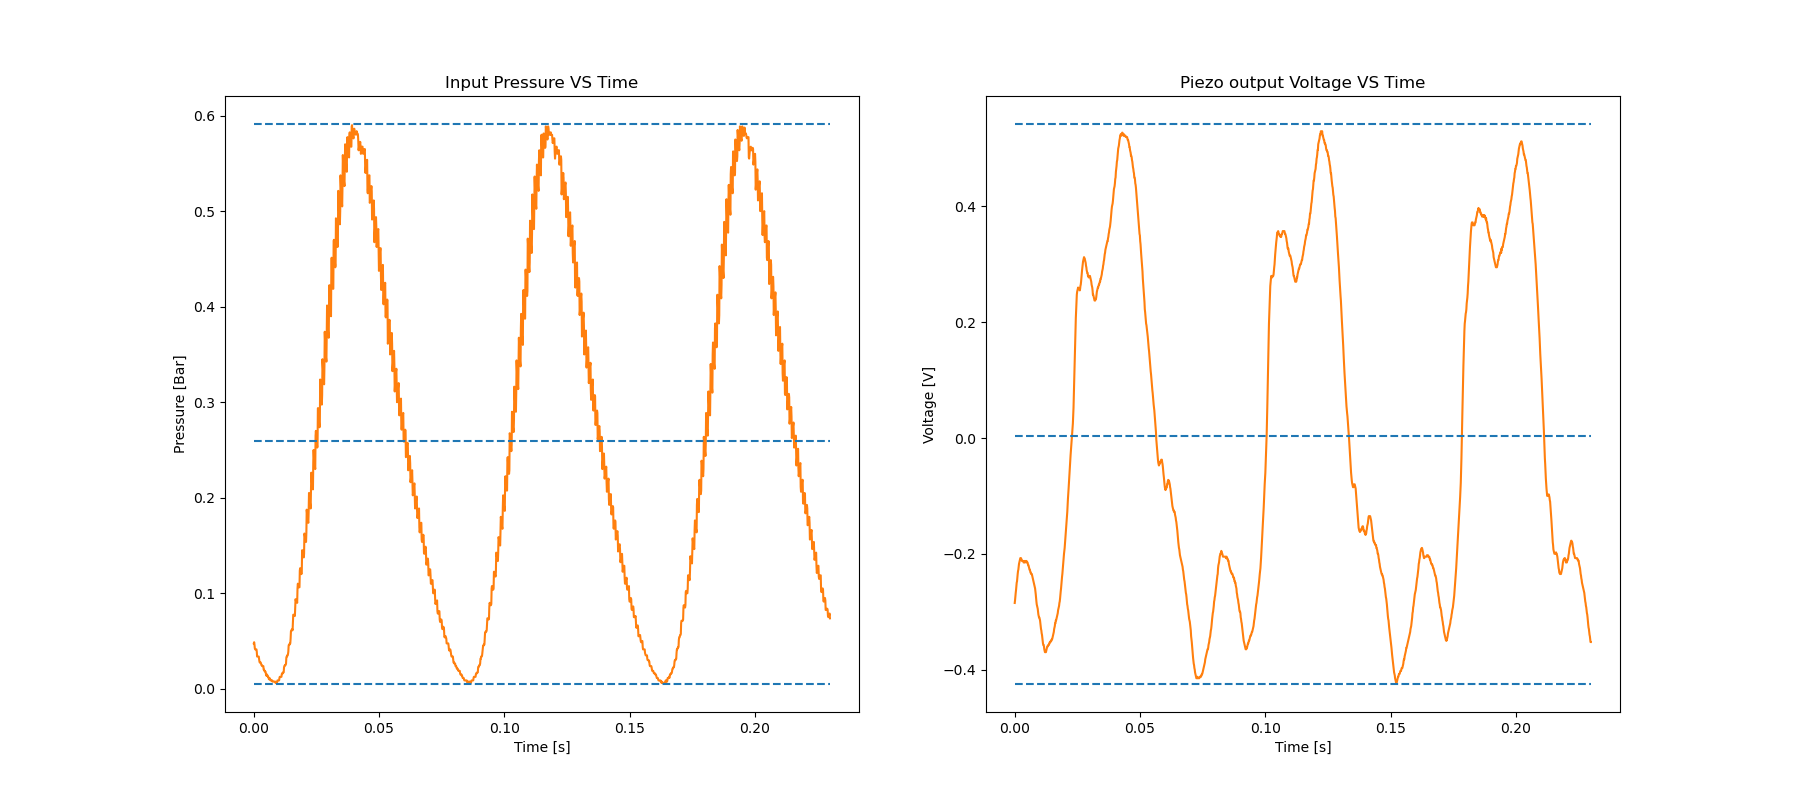 Input Pressure VS Time
0.6
0.5
0.4
0.3
0.2
0.1
0.0
Pressure [Bar]
0.00 0.05 0.10 0.15 0.20
Time [s]
Piezo output Voltage VS Time
0.4
0.2
0.0
−0.2
−0.4
Voltage [V]
0.00 0.05 0.10 0.15 0.20
Time [s]